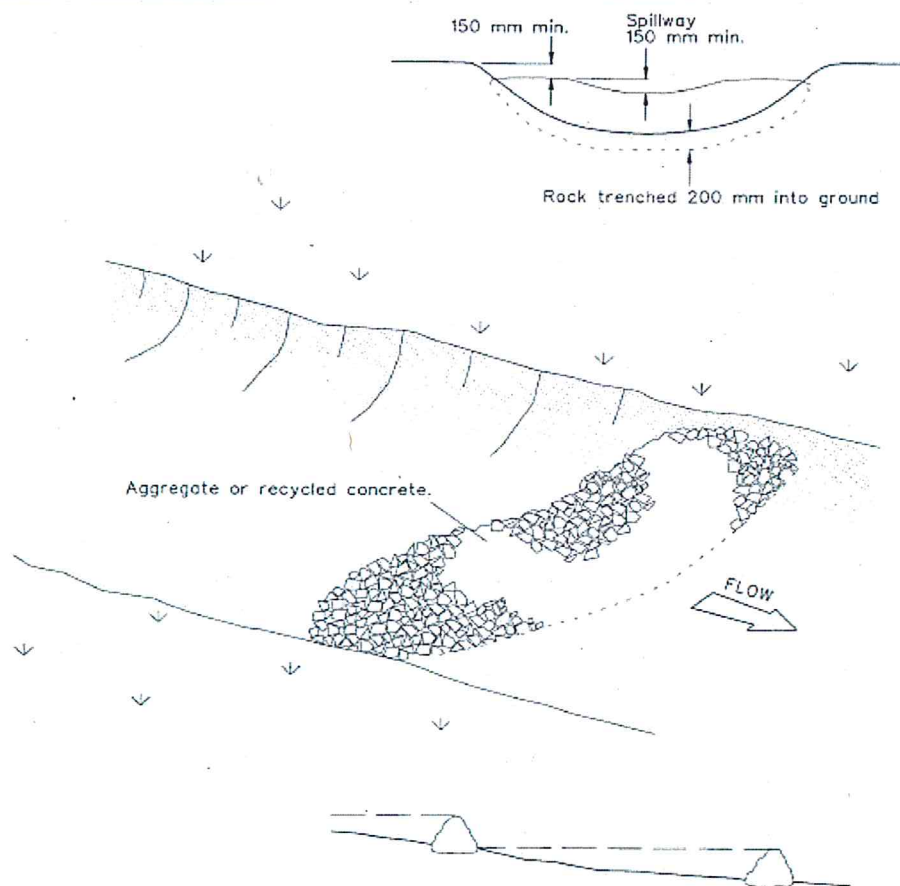 150 mm min.
Spillway
150 mm min.
Rock trenched 200 mm into ground
Aggregate or recycled concrete.
FLOW